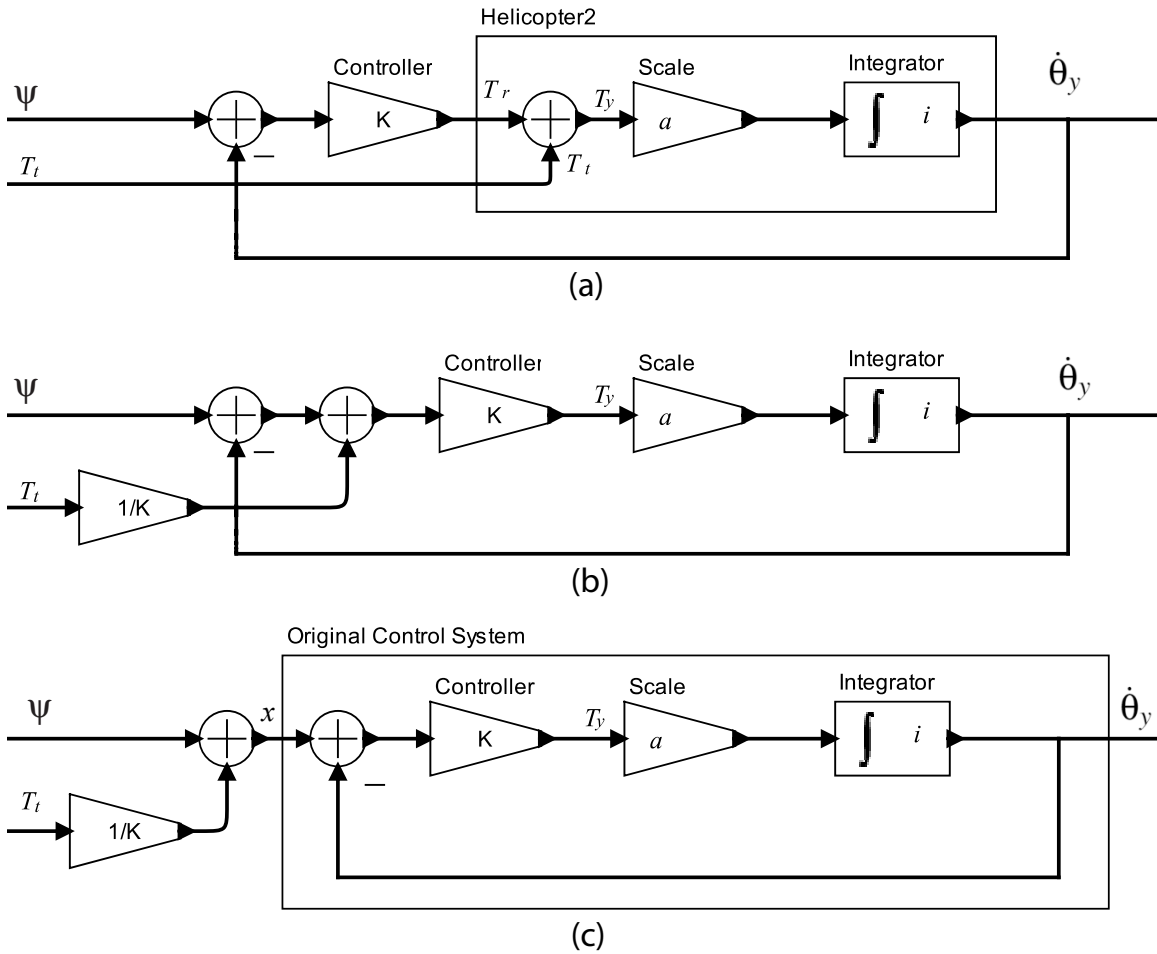 Helicopter2
Controller Scale Integrator
ψ K T r T y a ∫ i θ̇ y
− T t
T t
(a)
Controller Scale Integrator
ψ K T y a ∫ i θ̇ y
−
T t 1/K
(b)
Original Control System
Controller Scale Integrator
ψ x K T y a ∫ i θ̇ y
−
T t 1/K
(c)